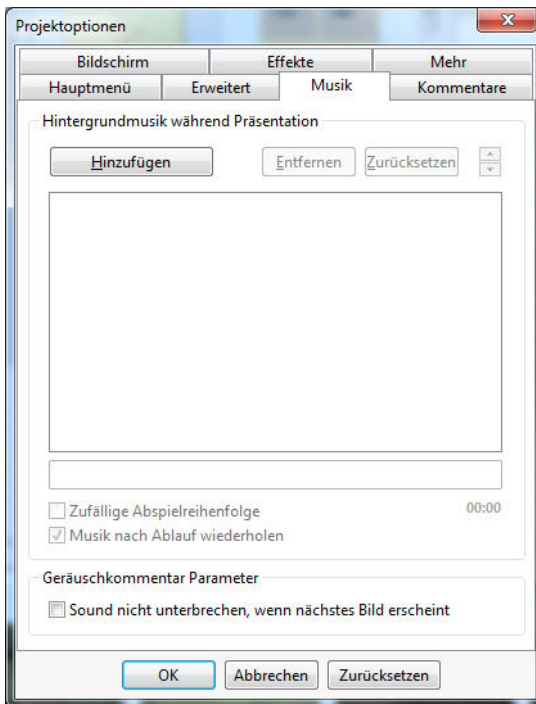 Projektoptionen
Bildschirm Effekte Mehr
Hauptmenü Erweitert Musik Kommentare
Hintergrundmusik während Präsentation
Hinzufügen Entfernen Zurücksetzen
Zufällige Abspielreihenfolge 00:00
Musik nach Ablauf wiederholen
Geräuschkommentar Parameter
Sound nicht unterbrechen, wenn nächstes Bild erscheint
OK Abbrechen Zurücksetzen